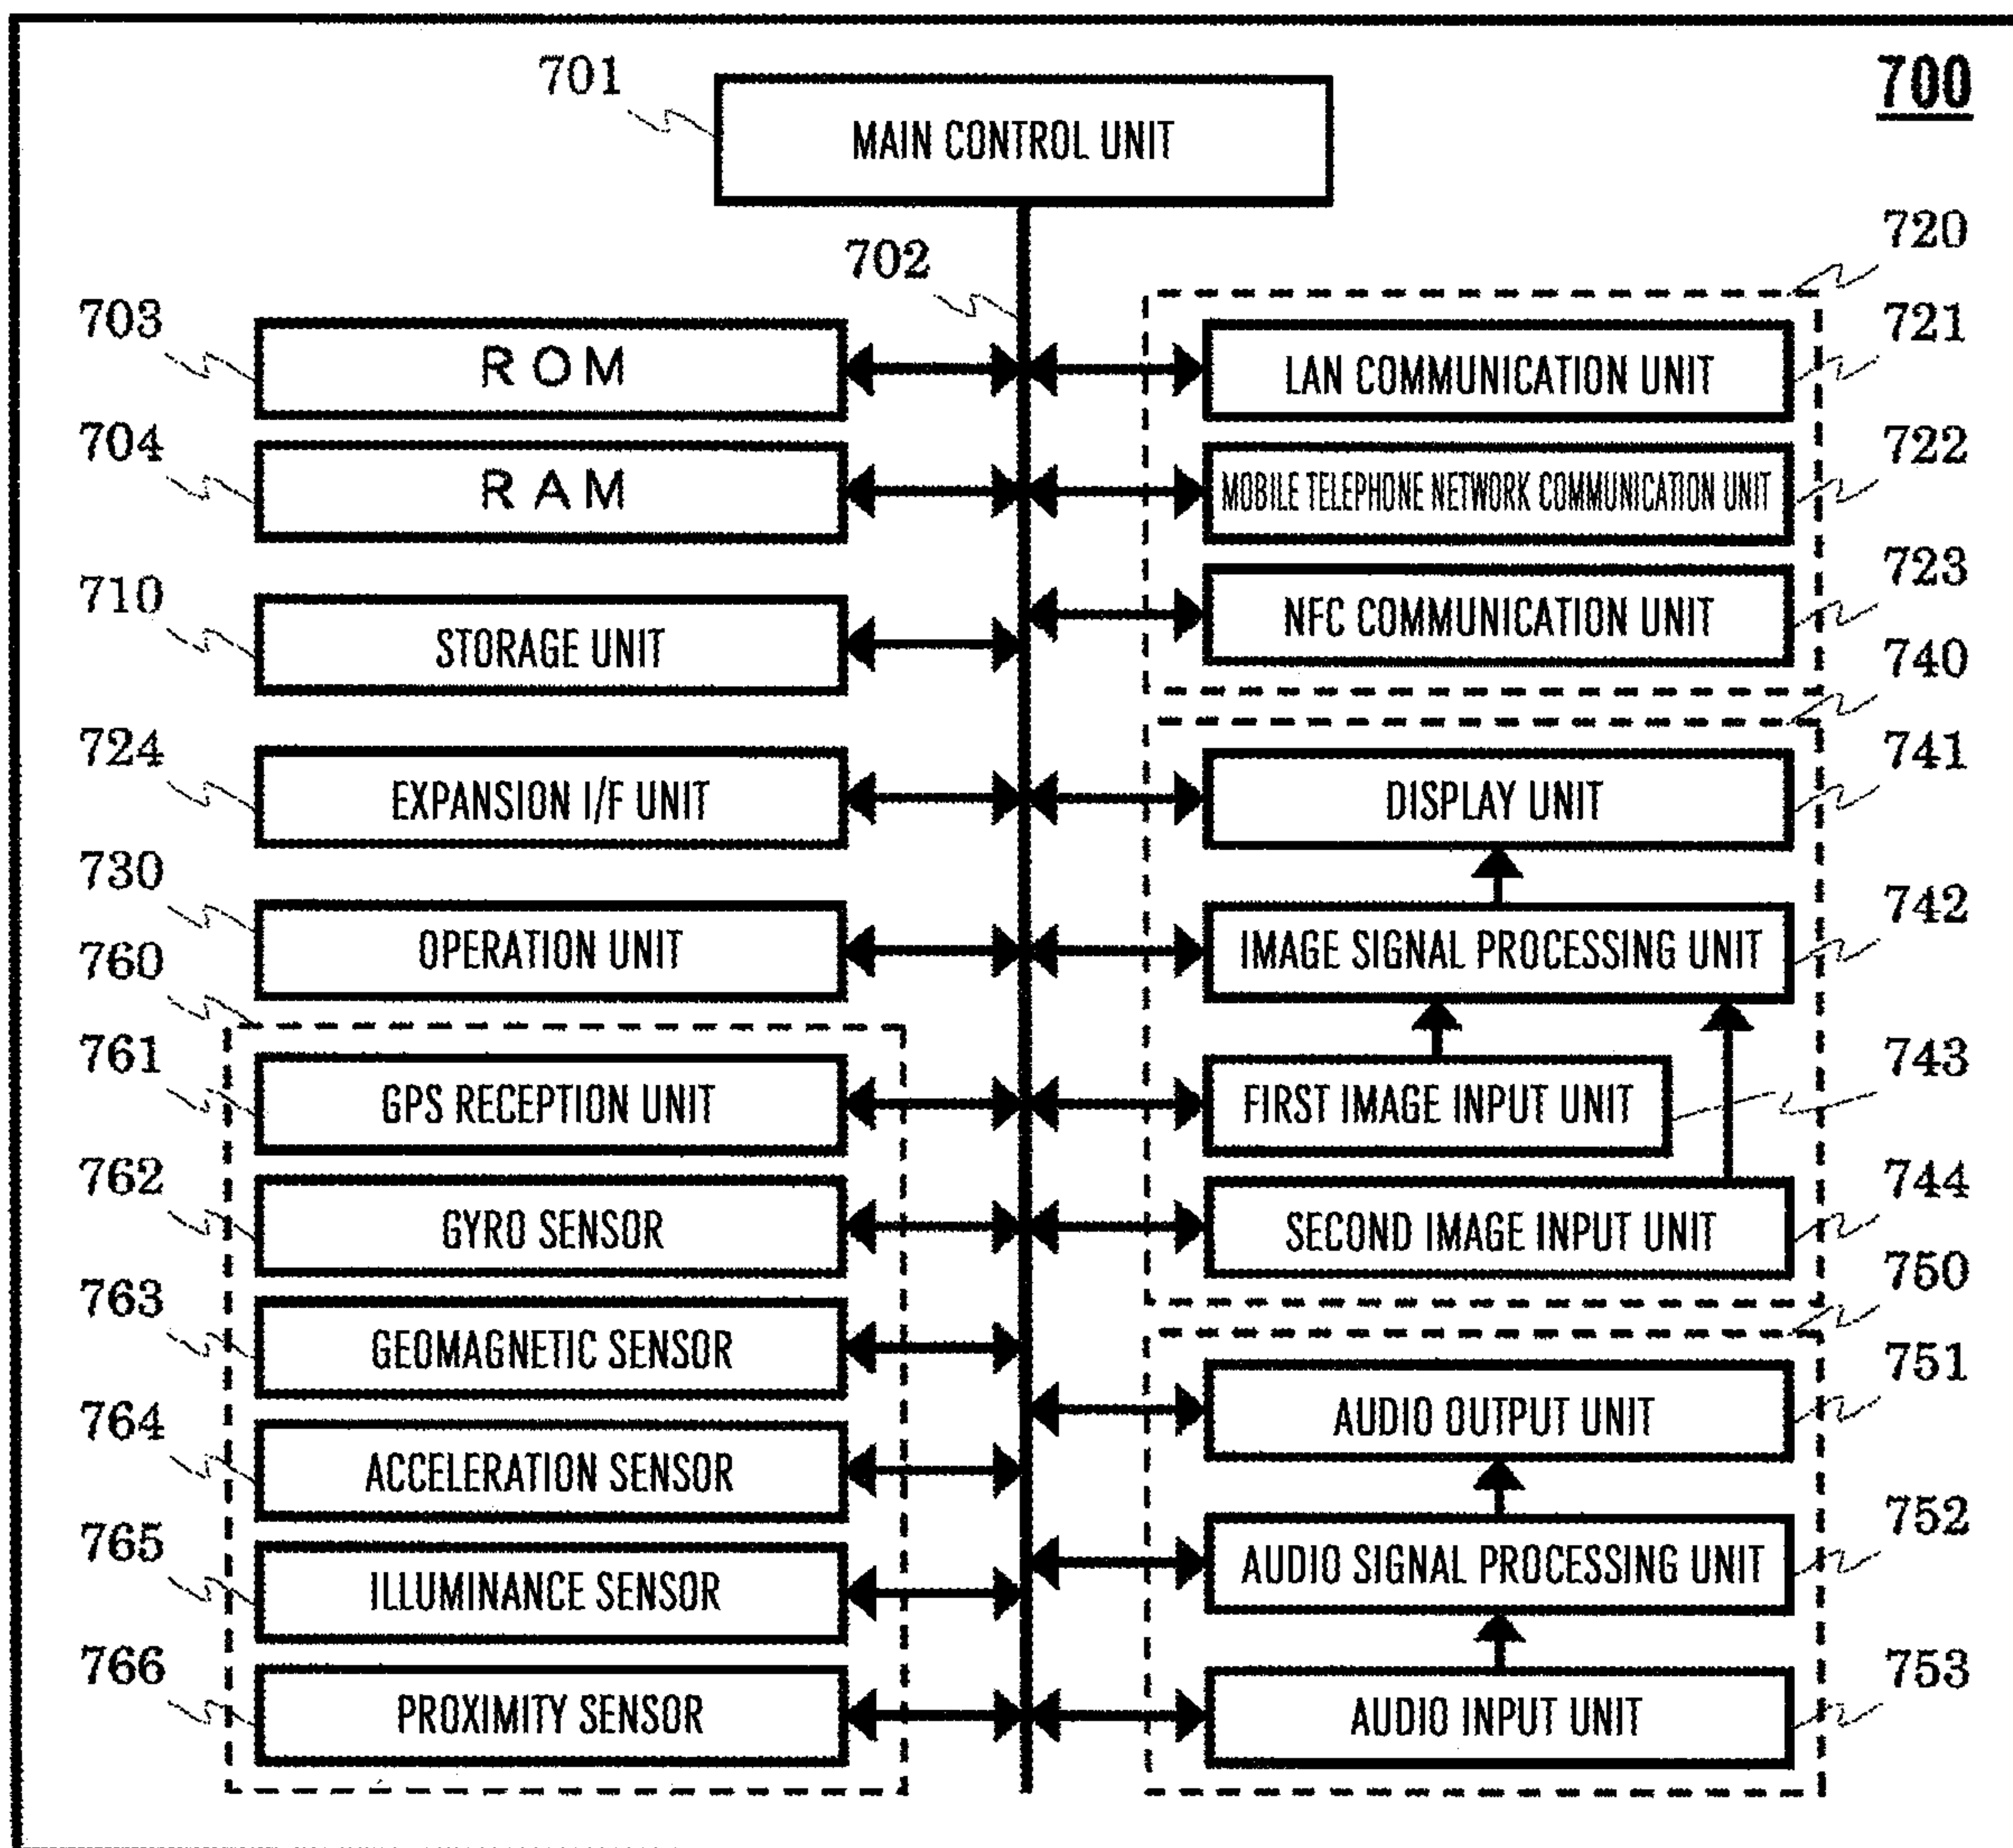 700
701
MAIN CONTROL UNIT
702
703
ROM
704
RAM
710
STORAGE UNIT
724
EXPANSION I/F UNIT
730
OPERATION UNIT
760
761
GPS RECEPTION UNIT
762
GYRO SENSOR
763
GEOMAGNETIC SENSOR
764
ACCELERATION SENSOR
765
ILLUMINANCE SENSOR
766
PROXIMITY SENSOR
720
721
LAN COMMUNICATION UNIT
722
MOBILE TELEPHONE NETWORK COMMUNICATION UNIT
723
NFC COMMUNICATION UNIT
740
741
DISPLAY UNIT
742
IMAGE SIGNAL PROCESSING UNIT
743
FIRST IMAGE INPUT UNIT
744
SECOND IMAGE INPUT UNIT
750
751
AUDIO OUTPUT UNIT
752
AUDIO SIGNAL PROCESSING UNIT
753
AUDIO INPUT UNIT